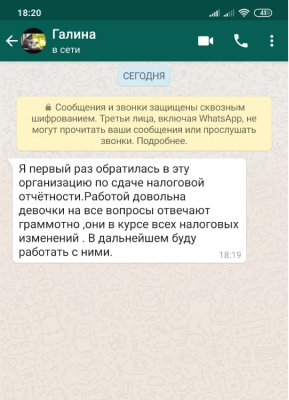 18:20
41
Галина
в сети
СЕГОДНЯ
Сообщения и звонки защищены сквозным
шифрованием. Третьи лица, включая WhatsApp, не
могут прочитать ваши сообщения или прослушать
звонки. Подробнее.
Я первый раз обратилась в эту
организацию по сдаче налоговой
отчётности.Работой довольна
девочки на все вопросы отвечают
граммотно ,они в курсе всех налоговых
изменений . В дальнейшем буду
работать с ними.
18:19